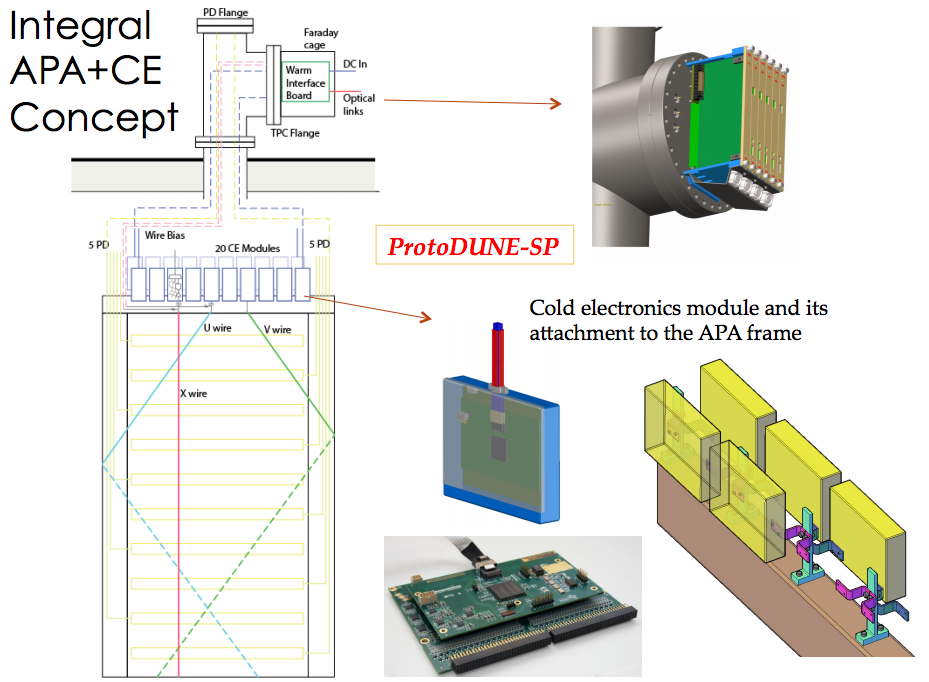 Integral
APA+CE
Concept
PD Flange
Faraday
cage
DC In
Warm
Interface
Board
Optical
links
TPC Flange
ProtoDUNE-SP
Wire Bias
5 PD
20 CE Modules
5 PD
U wire
V wire
X wire
Cold electronics module and its
attachment to the APA frame